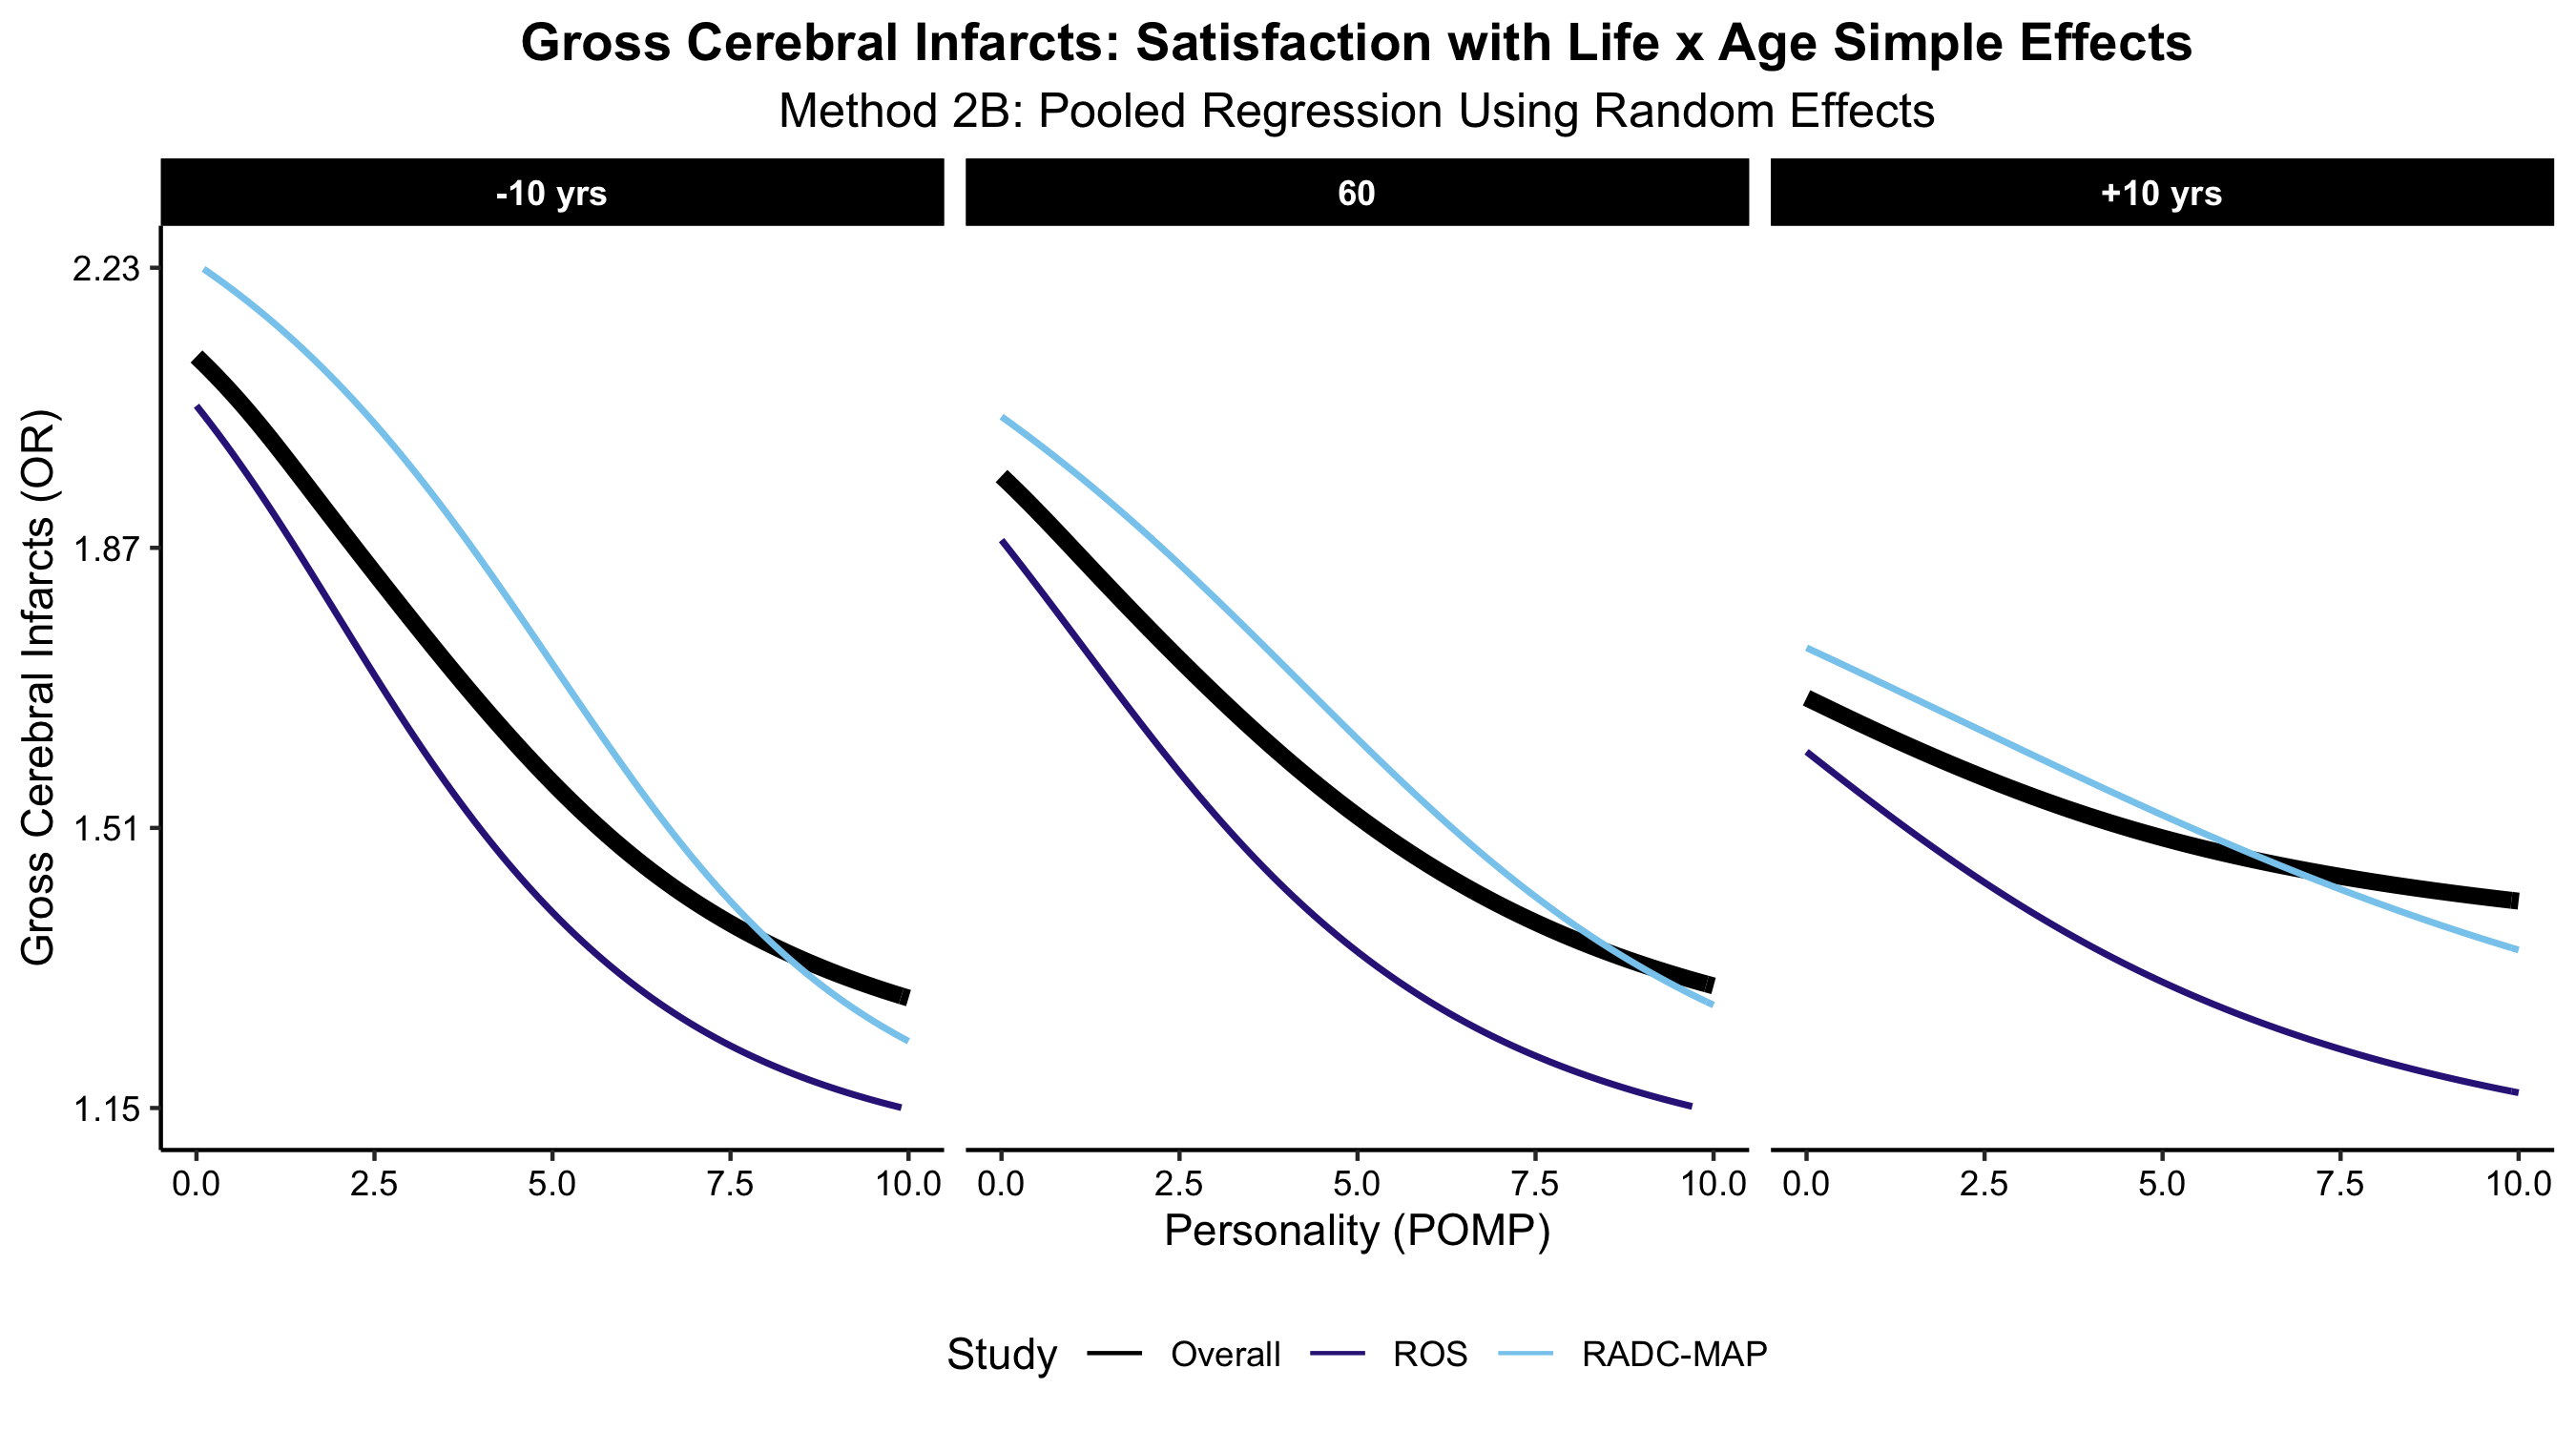 Gross Cerebral Infarcts: Satisfaction with Life x Age Simple Effects
Method 2B: Pooled Regression Using Random Effects
-10 yrs
60
+10 yrs
Gross Cerebral Infarcts (OR)
2.23
1.87
1.51
1.15
0.0 2.5 5.0 7.5 10.0
0.0 2.5 5.0 7.5 10.0
0.0 2.5 5.0 7.5 10.0
Personality (POMP)
Study Overall ROS RADC-MAP